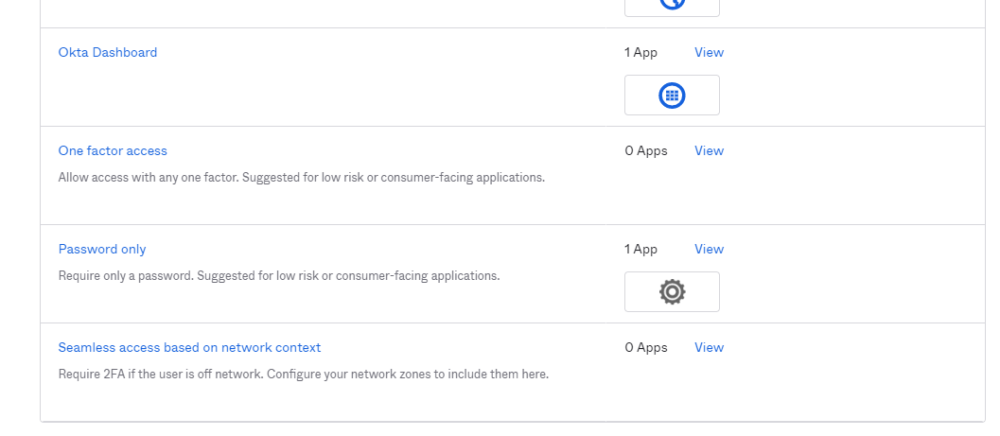 Okta Dashboard
1 App View
One factor access
0 Apps View
Allow access with any one factor. Suggested for low risk or consumer-facing applications.
Password only
1 App View
Require only a password. Suggested for low risk or consumer-facing applications.
Seamless access based on network context
0 Apps View
Require 2FA if the user is off network. Configure your network zones to include them here.